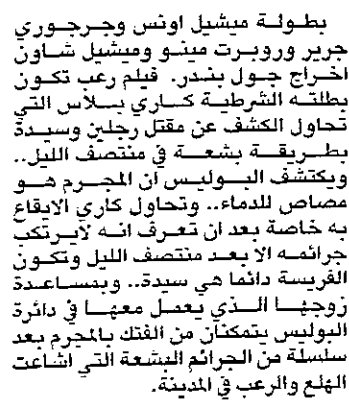 بطولة ميشيل اونس وجرجوري
جرير وروبرت مينو وميشيل شاون
اخراج جول بندر. فيلم رعب تكون
بطلته الشرطية كاري بلاس التي
تحاول الكشف عن مقتل رجلين وسيدة
بطريقة بشعة في منتصف الليل..
ويكتشف البوليس أن المجرم هو
مصاص للدماء.. وتحاول كاري الايقاع
به خاصة بعد ان تعرف انه لايرتكب
جرائمه الا بعد منتصف الليل وتكون
الفريسة دائما هي سيدة.. وبمساعدة
زوجها الذي يعمل معها في دائرة
البوليس يتمكنان من الفتك بالمجرم بعد
سلسلة من الجرائم البشعة التي اشاعت
الهلع والرعب في المدينة.